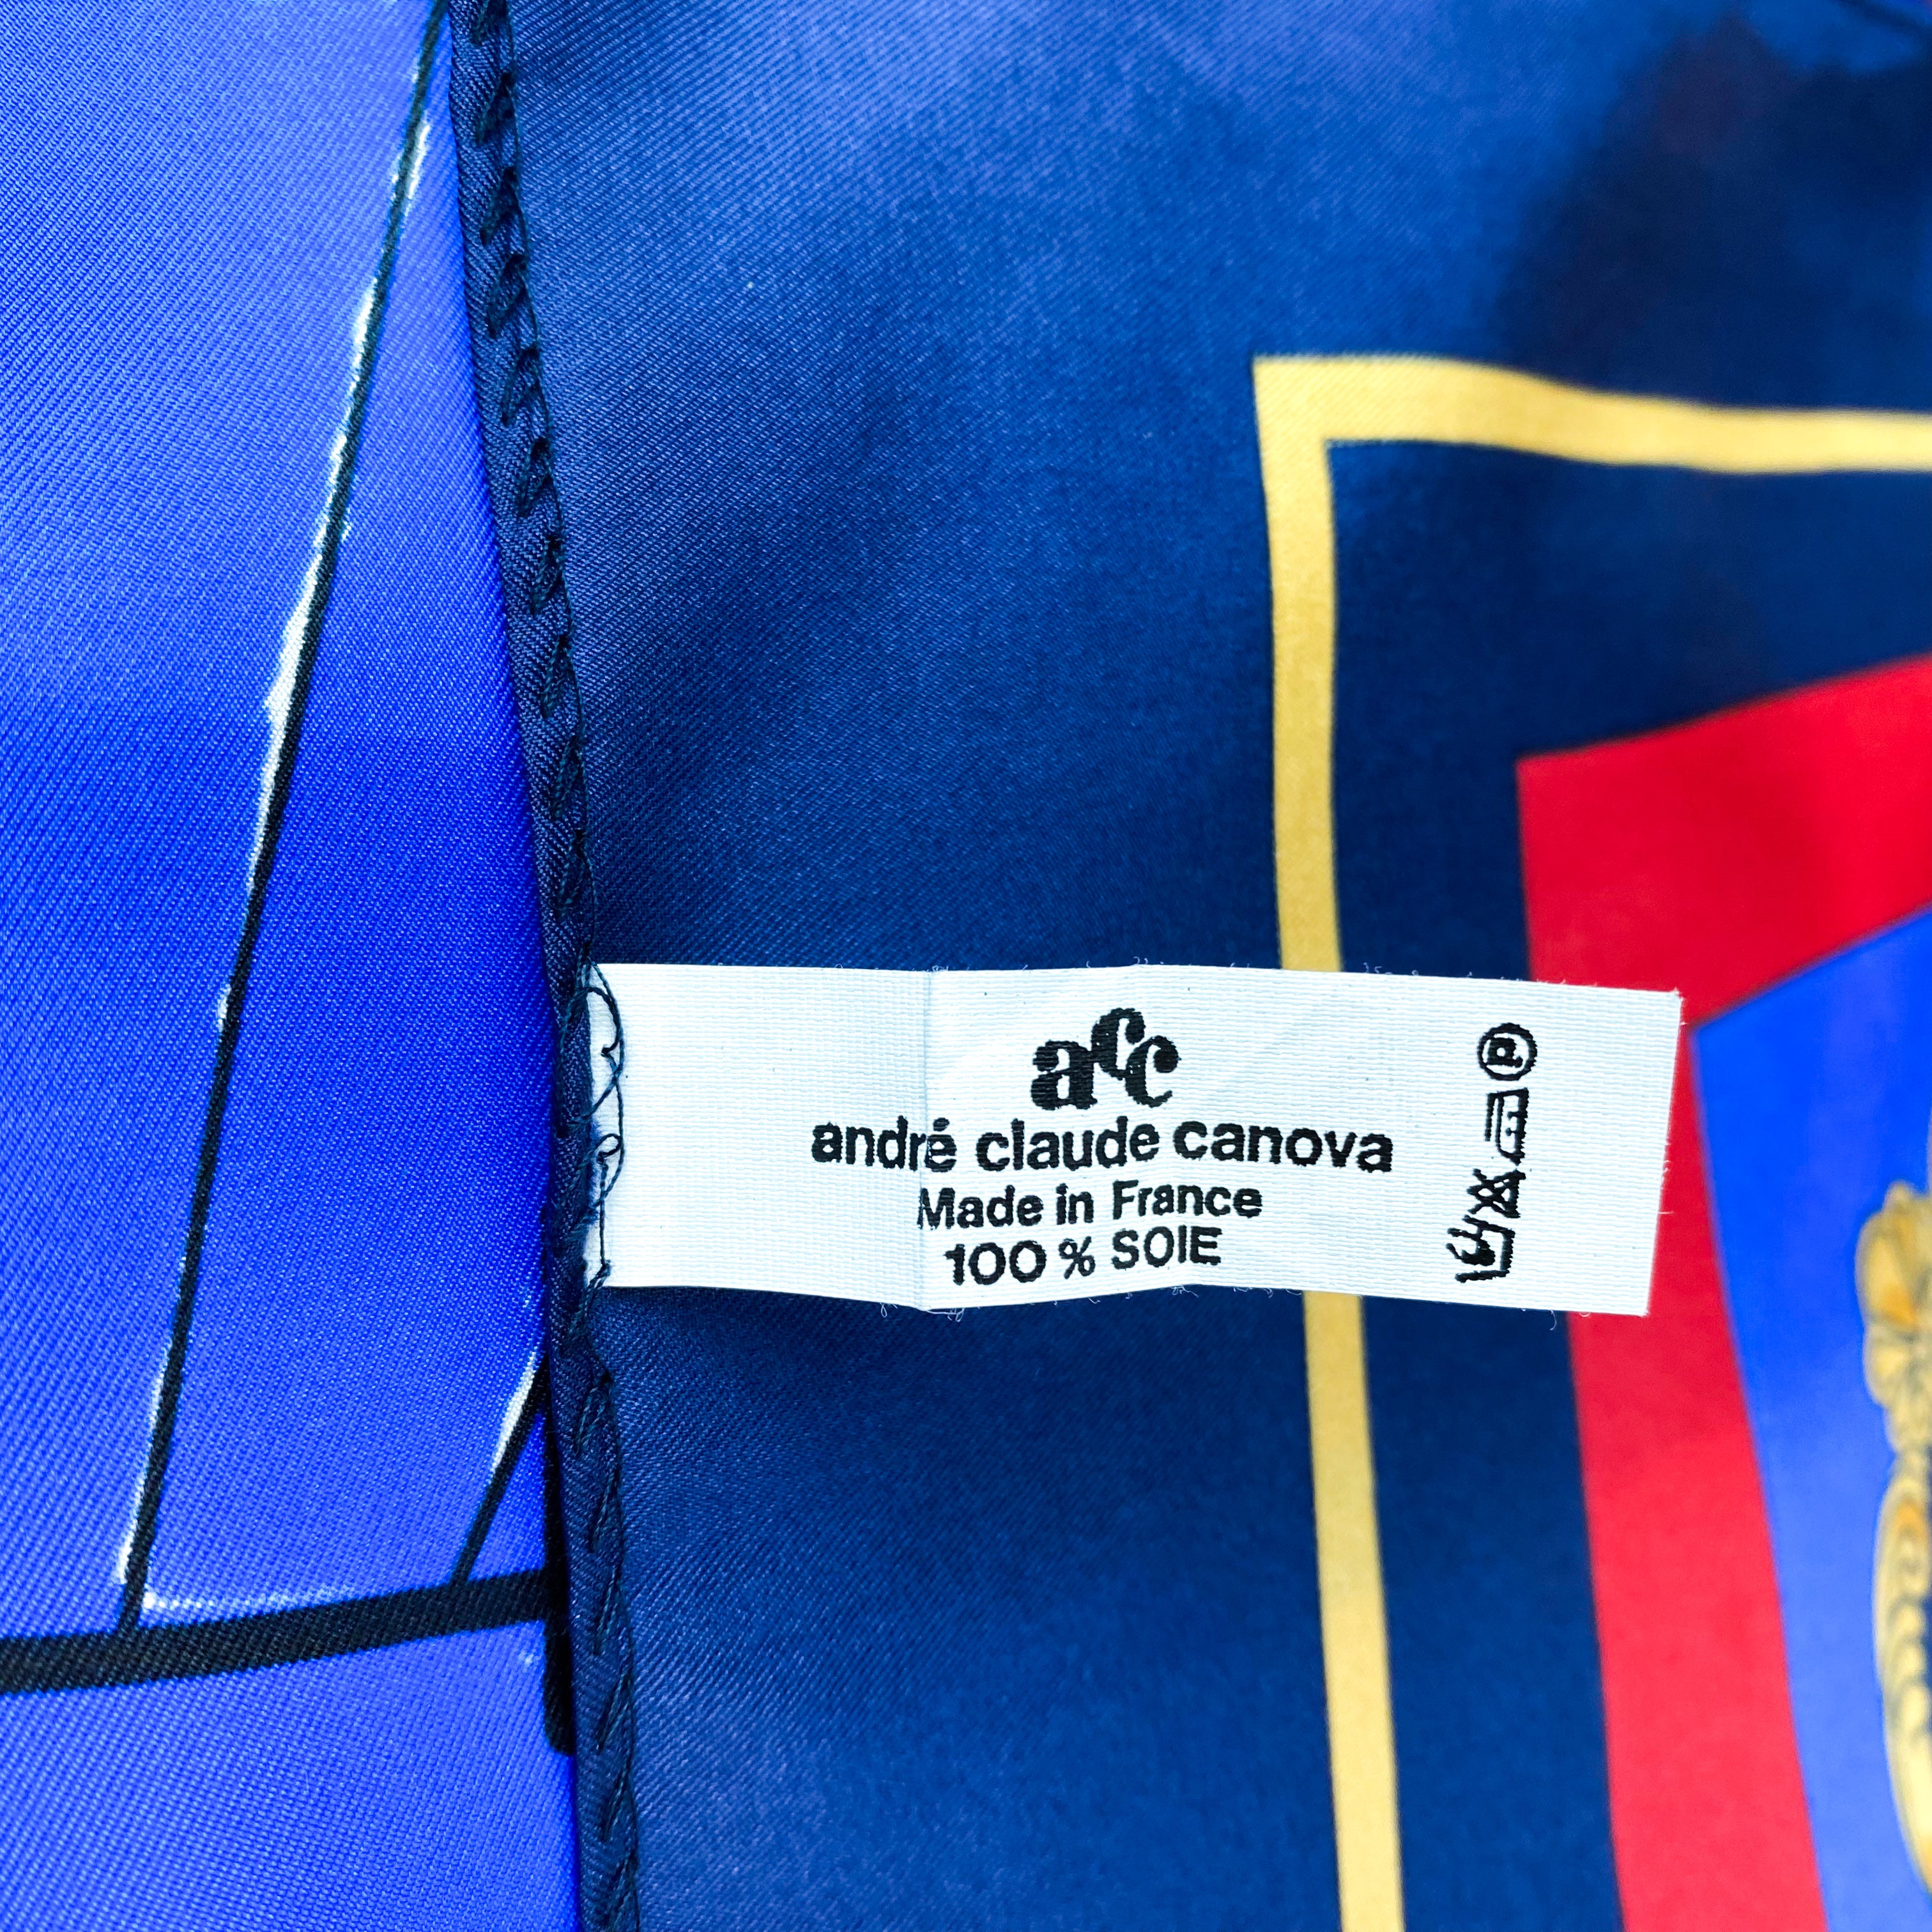 acc
andré claude canova
Made in France
100 % SOIE
P